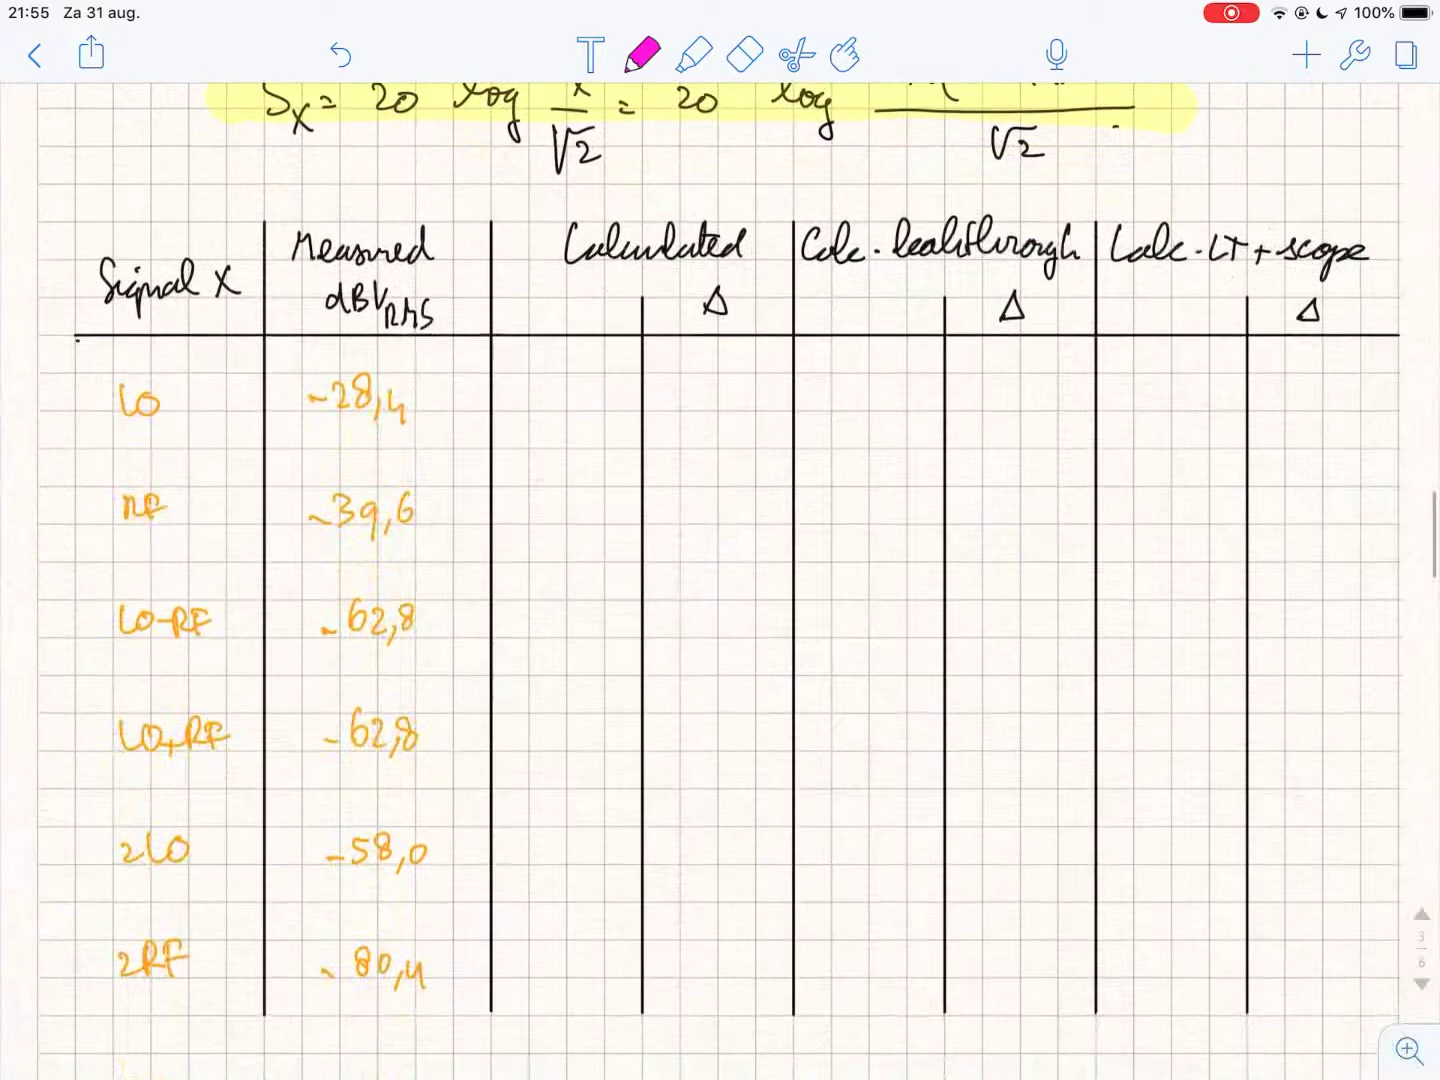 21:55 Za 31 aug. 100%
Sx = 20 log x/√2 = 20 log /√2
Signal X
Measured
dBVRMS
Calculated
Δ
Calc. leakthrough
Δ
Calc. LT + scope
Δ
LO -28,4
RF -39,6
LO-RF -62,8
LO+RF -62,8
2LO -58,0
2RF -80,4
3
6